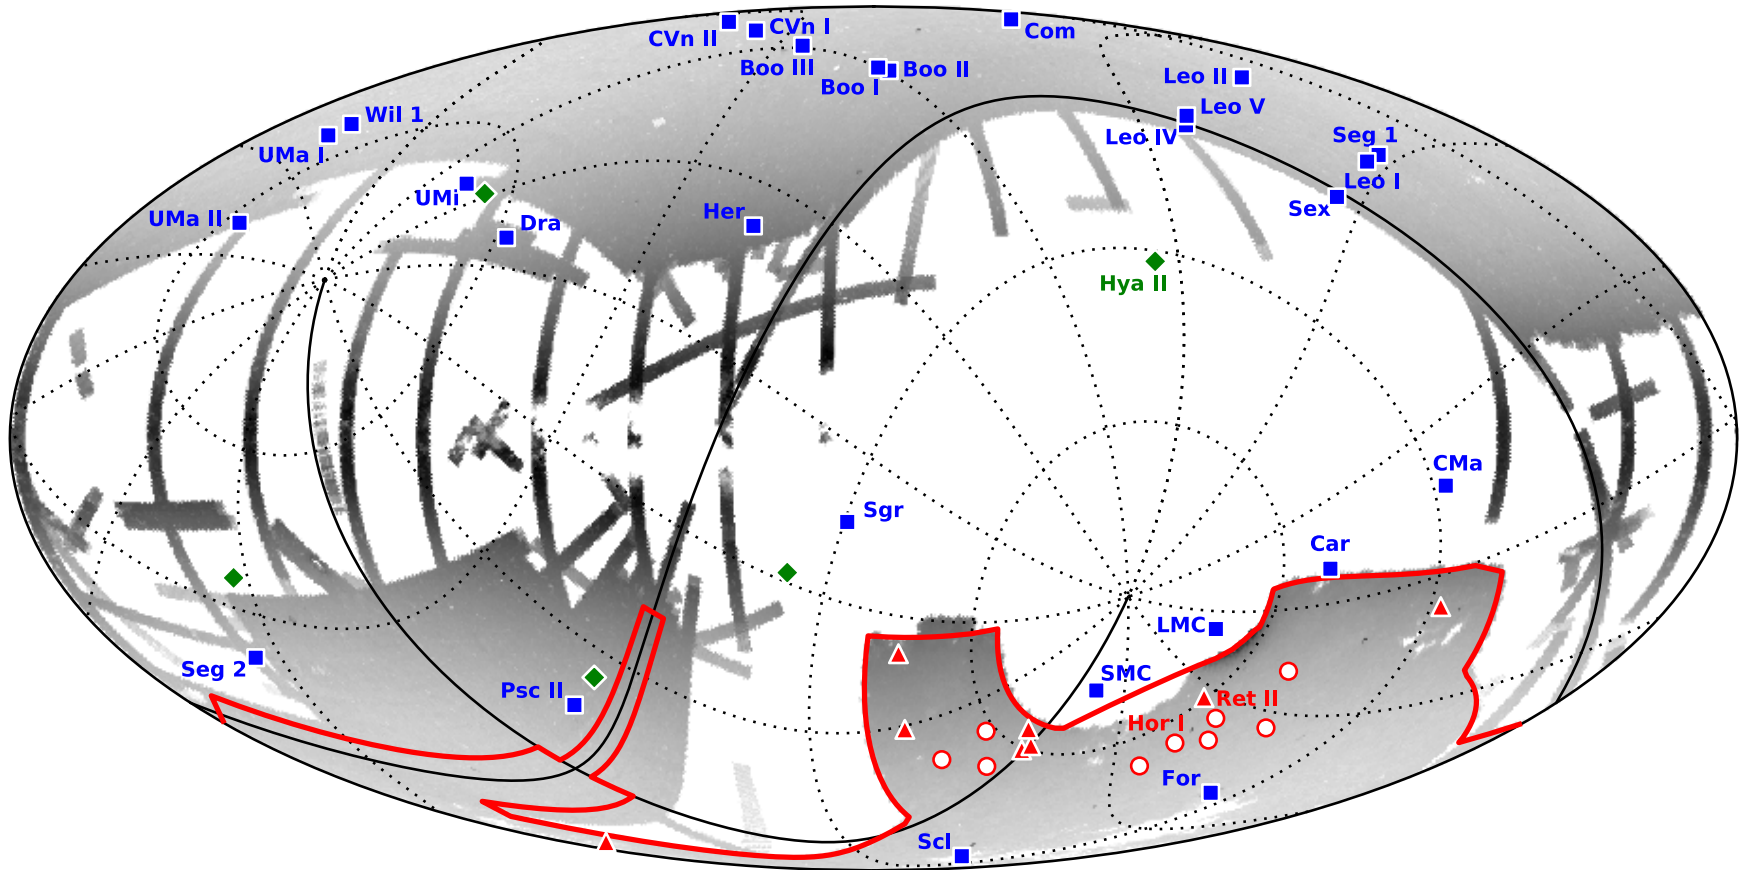 CVn II
CVn I
Com
Boo III
Boo II
Boo I
Leo II
Leo V
Leo IV
Wil 1
UMa I
Seg 1
Leo I
Sex
UMi
UMa II
Dra
Her
Hya II
CMa
Sgr
Car
LMC
Seg 2
Psc II
SMC
Ret II
Hor I
For
Scl